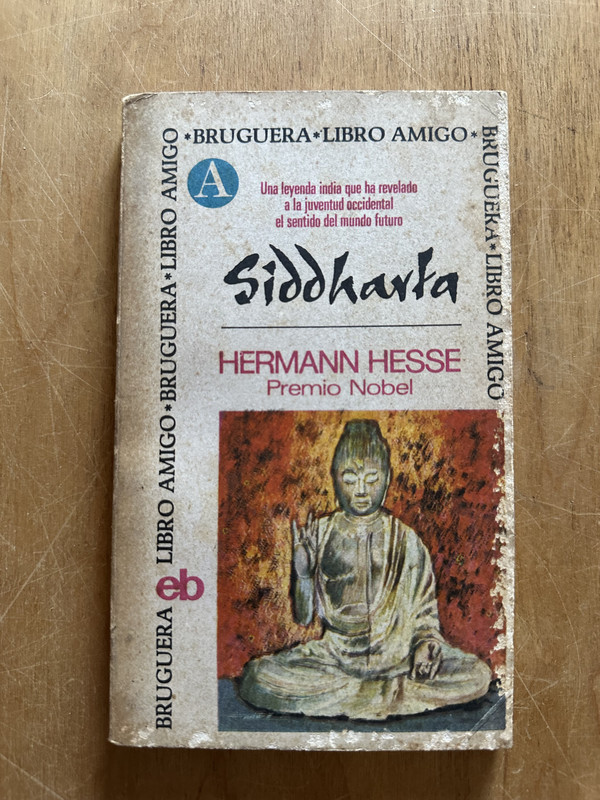 *BRUGUERA*LIBRO AMIGO*
BRUGUERA*LIBRO AMIGO
BRUGUERA LIBRO AMIGO*BRUGUERA*LIBRO AMIGO
A
Una leyenda india que ha revelado
a la juventud occidental
el sentido del mundo futuro
Siddharta
HERMANN HESSE
Premio Nobel
eb